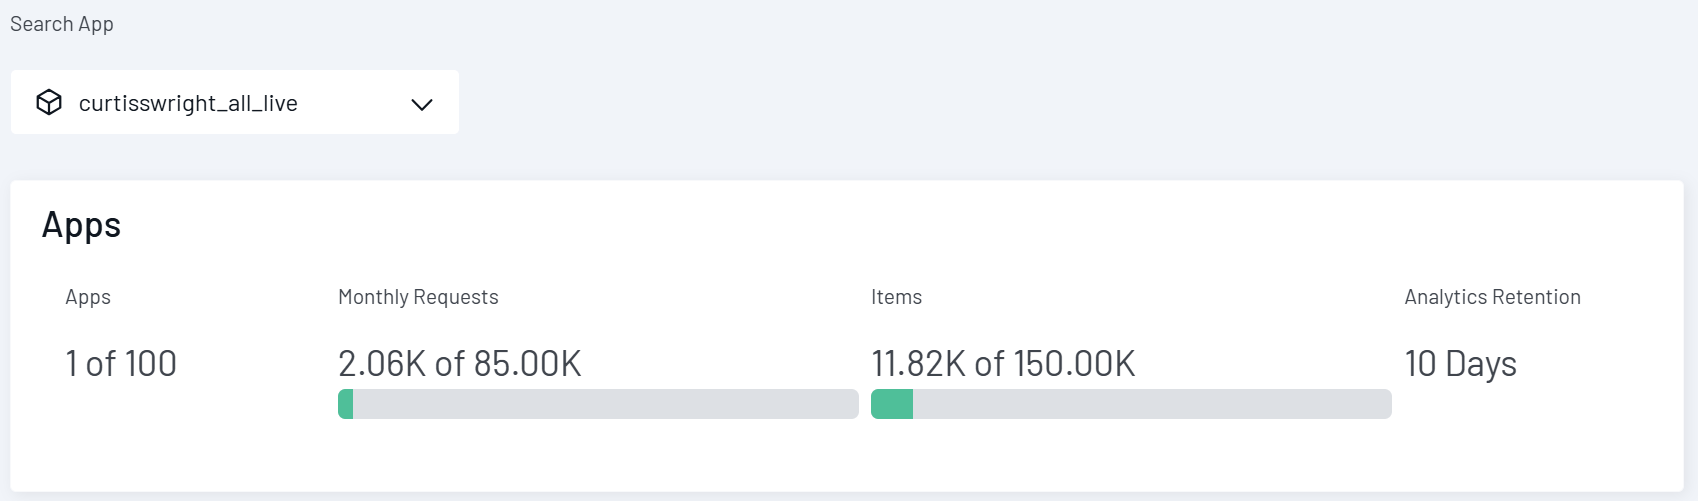 Search App
curtisswright_all_live
Apps
Apps
Monthly Requests
Items
Analytics Retention
1 of 100
2.06K of 85.00K
11.82K of 150.00K
10 Days